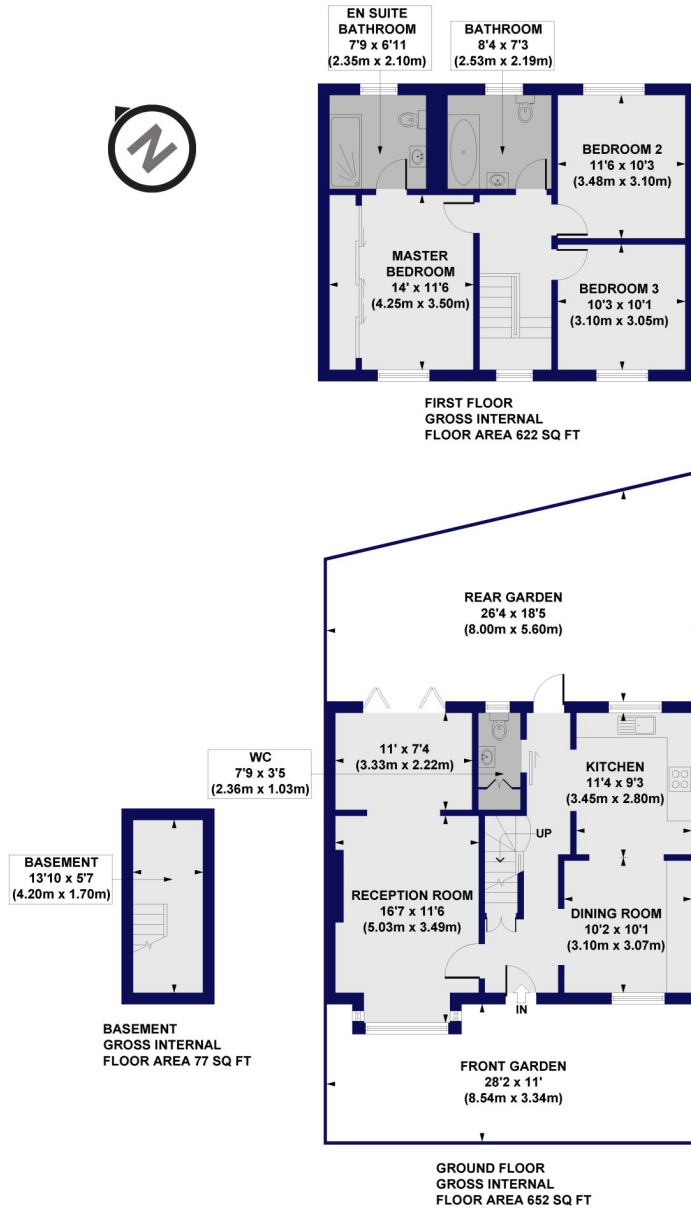 EN SUITE
BATHROOM
7'9 x 6'11
(2.35m x 2.10m)
BATHROOM
8'4 x 7'3
(2.53m x 2.19m)
N
BEDROOM 2
11'6 x 10'3
(3.48m x 3.10m)
MASTER
BEDROOM
14' x 11'6
(4.25m x 3.50m)
BEDROOM 3
10'3 x 10'1
(3.10m x 3.05m)
FIRST FLOOR
GROSS INTERNAL
FLOOR AREA 622 SQ FT
REAR GARDEN
26'4 x 18'5
(8.00m x 5.60m)
WC
7'9 x 3'5
(2.36m x 1.03m)
11' x 7'4
(3.33m x 2.22m)
KITCHEN
11'4 x 9'3
(3.45m x 2.80m)
UP
BASEMENT
13'10 x 5'7
(4.20m x 1.70m)
RECEPTION ROOM
16'7 x 11'6
(5.03m x 3.49m)
DINING ROOM
10'2 x 10'1
(3.10m x 3.07m)
IN
BASEMENT
GROSS INTERNAL
FLOOR AREA 77 SQ FT
FRONT GARDEN
28'2 x 11'
(8.54m x 3.34m)
GROUND FLOOR
GROSS INTERNAL
FLOOR AREA 652 SQ FT